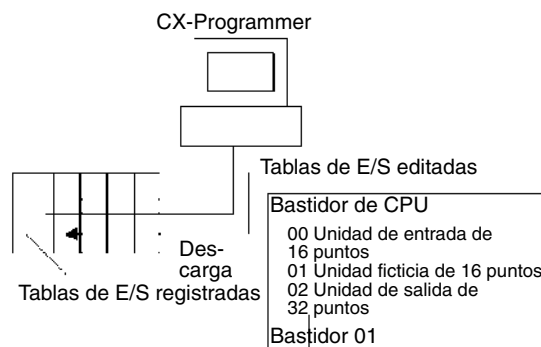 CX-Programmer
Tablas de E/S editadas
Bastidor de CPU
00 Unidad de entrada de
16 puntos
01 Unidad ficticia de 16 puntos
02 Unidad de salida de
32 puntos
Bastidor 01
Des-
carga
Tablas de E/S registradas